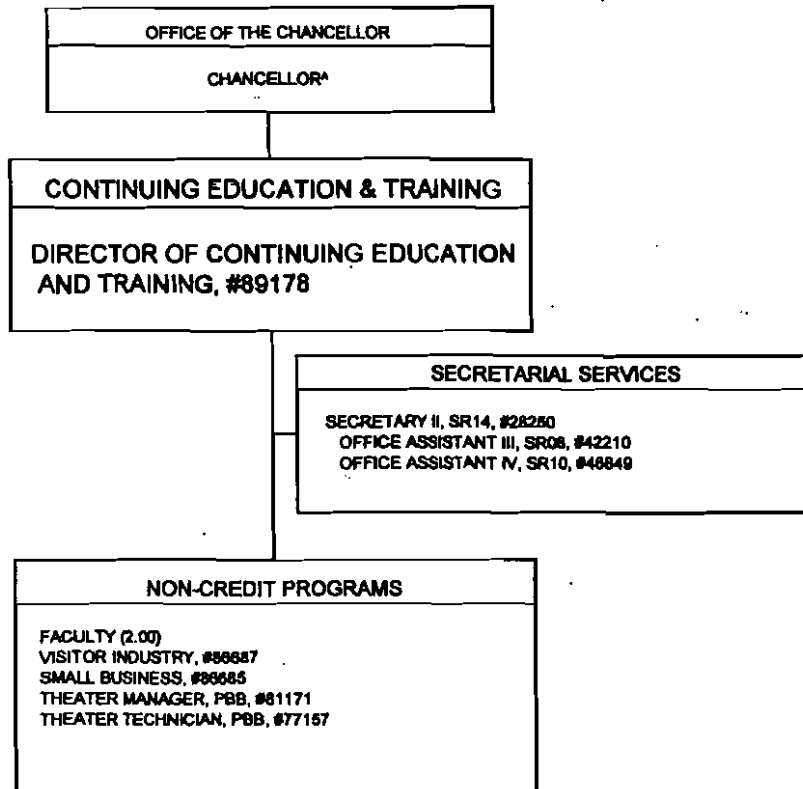 OFFICE OF THE CHANCELLOR
CHANCELLOR^
CONTINUING EDUCATION & TRAINING
DIRECTOR OF CONTINUING EDUCATION
AND TRAINING, #89178
SECRETARIAL SERVICES
SECRETARY II, SR14, #28250
OFFICE ASSISTANT III, SR08, #42210
OFFICE ASSISTANT IV, SR10, #46849
NON-CREDIT PROGRAMS
FACULTY (2.00)
VISITOR INDUSTRY, #86687
SMALL BUSINESS, #86685
THEATER MANAGER, PBB, #81171
THEATER TECHNICIAN, PBB, #77157